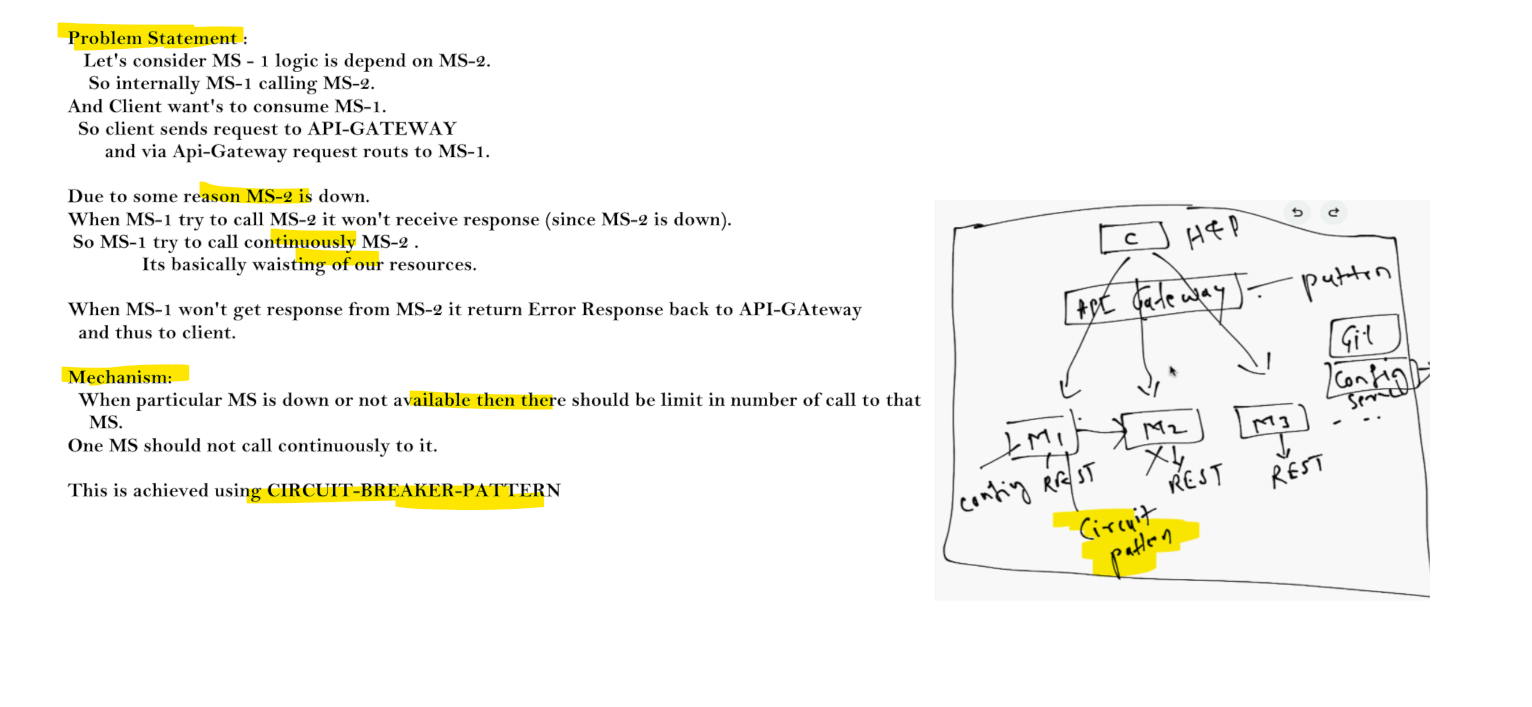 Problem Statement :
Let's consider MS - 1 logic is depend on MS-2.
So internally MS-1 calling MS-2.
And Client want's to consume MS-1.
So client sends request to API-GATEWAY
and via Api-Gateway request routs to MS-1.
Due to some reason MS-2 is down.
When MS-1 try to call MS-2 it won't receive response (since MS-2 is down).
So MS-1 try to call continuously MS-2 .
Its basically waisting of our resources.
When MS-1 won't get response from MS-2 it return Error Response back to API-GAteway
and thus to client.
Mechanism:
When particular MS is down or not available then there should be limit in number of call to that
MS.
One MS should not call continuously to it.
This is achieved using CIRCUIT-BREAKER-PATTERN
C
API Gateway
Git
Config
M1
M2
M3
config REST
REST
REST
Circuit
pattern